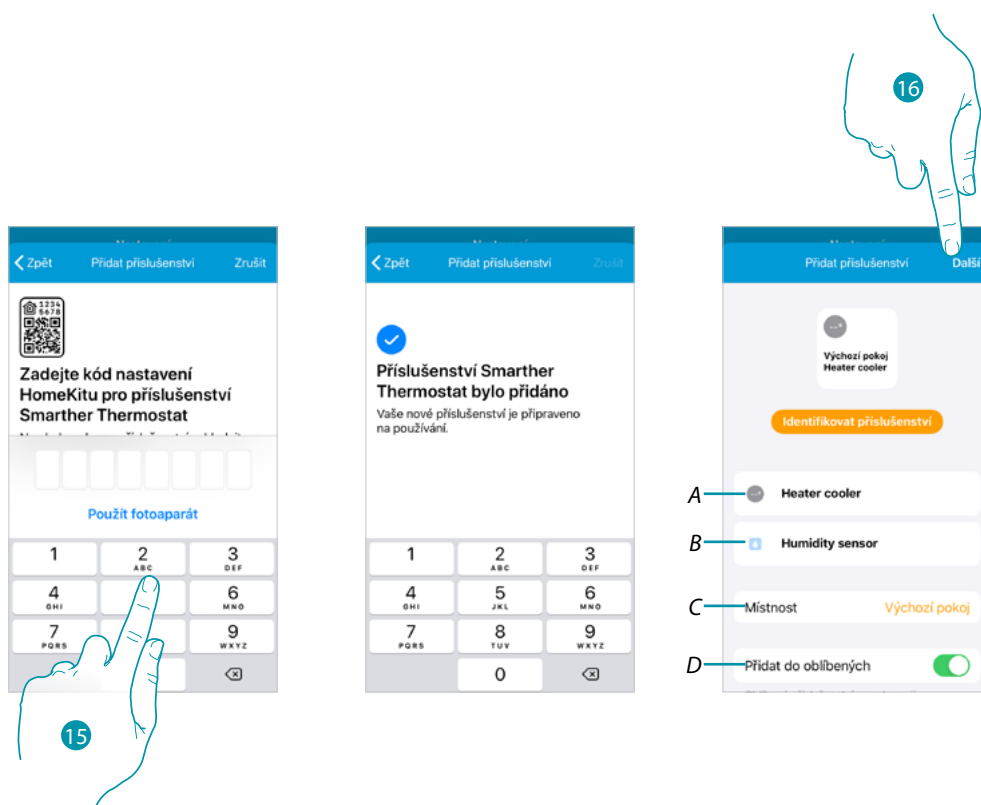 16
Zpět Přidat příslušenství Zrušit
1234
5678
Zadejte kód nastavení
HomeKitu pro příslušenství
Smarther Thermostat
Použít fotoaparát
1 2 3
ABC DEF
4 6
GHI MNO
7 9
PQRS WXYZ
15
Zpět Přidat příslušenství Zrušit
Příslušenství Smarther
Thermostat bylo přidáno
Vaše nové příslušenství je připraveno
na používání.
1 2 3
ABC DEF
4 5 6
GHI JKL MNO
7 8 9
PQRS TUV WXYZ
0
Přidat příslušenství Další
Výchozí pokoj
Heater cooler
Identifikovat příslušenství
A Heater cooler
B Humidity sensor
C Místnost Výchozí pokoj
D Přidat do oblíbených